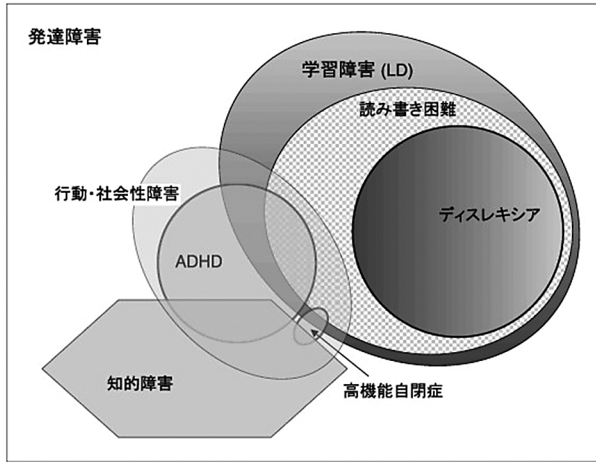 発達障害
学習障害 (LD)
読み書き困難
行動・社会性障害
ディスレキシア
ADHD
知的障害
高機能自閉症